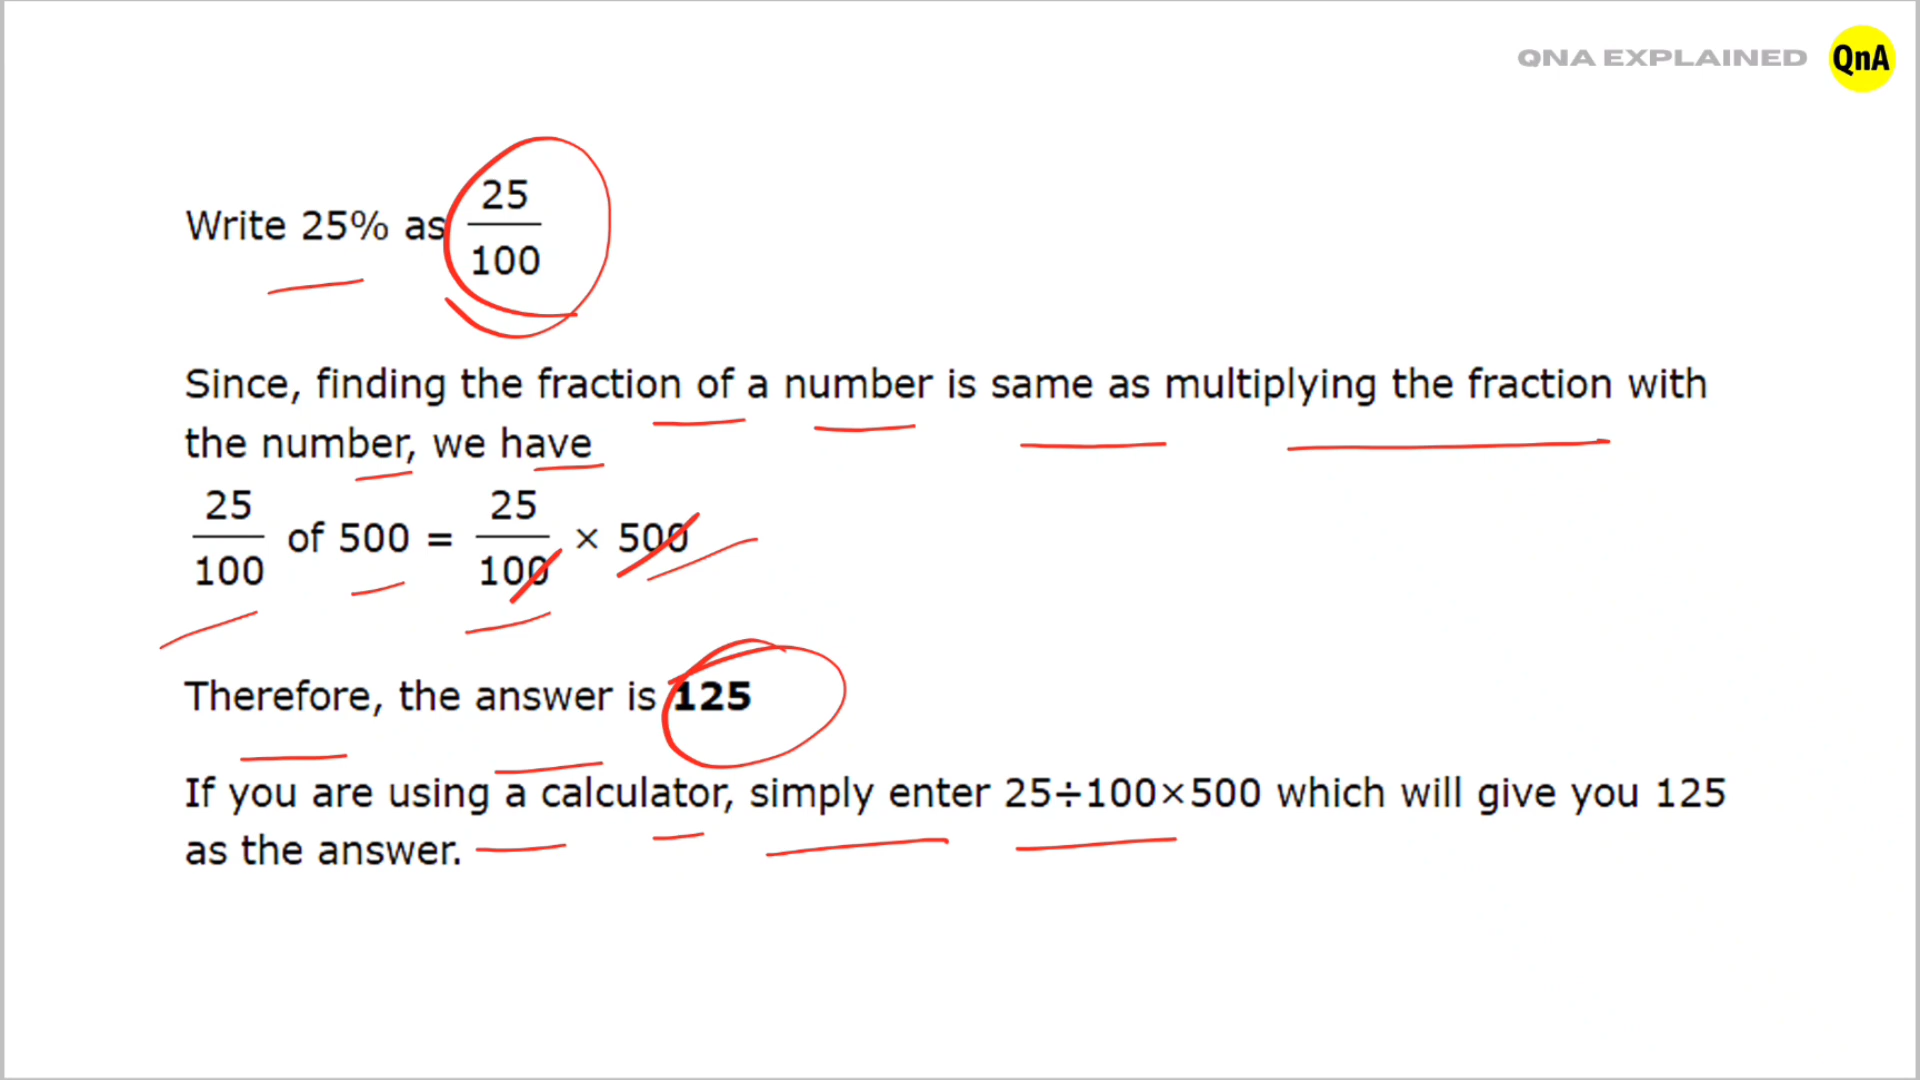 QNA EXPLAINED QnA
Write 25% as 25/100
Since, finding the fraction of a number is same as multiplying the fraction with
the number, we have
25/100 of 500 = 25/100 × 500
Therefore, the answer is 125
If you are using a calculator, simply enter 25÷100×500 which will give you 125
as the answer.